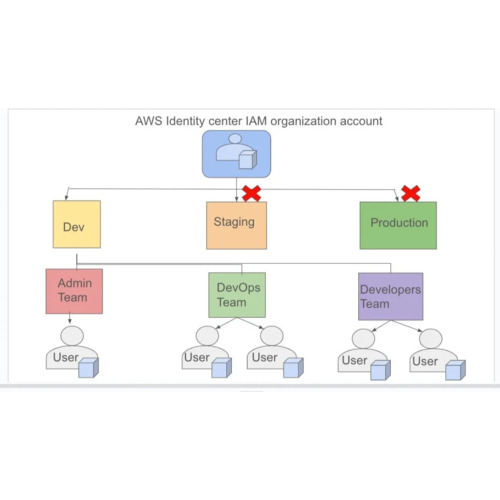 AWS Identity center IAM organization account
Dev
Staging
Production
Admin
Team
DevOps
Team
Developers
Team
User
User
User
User
User